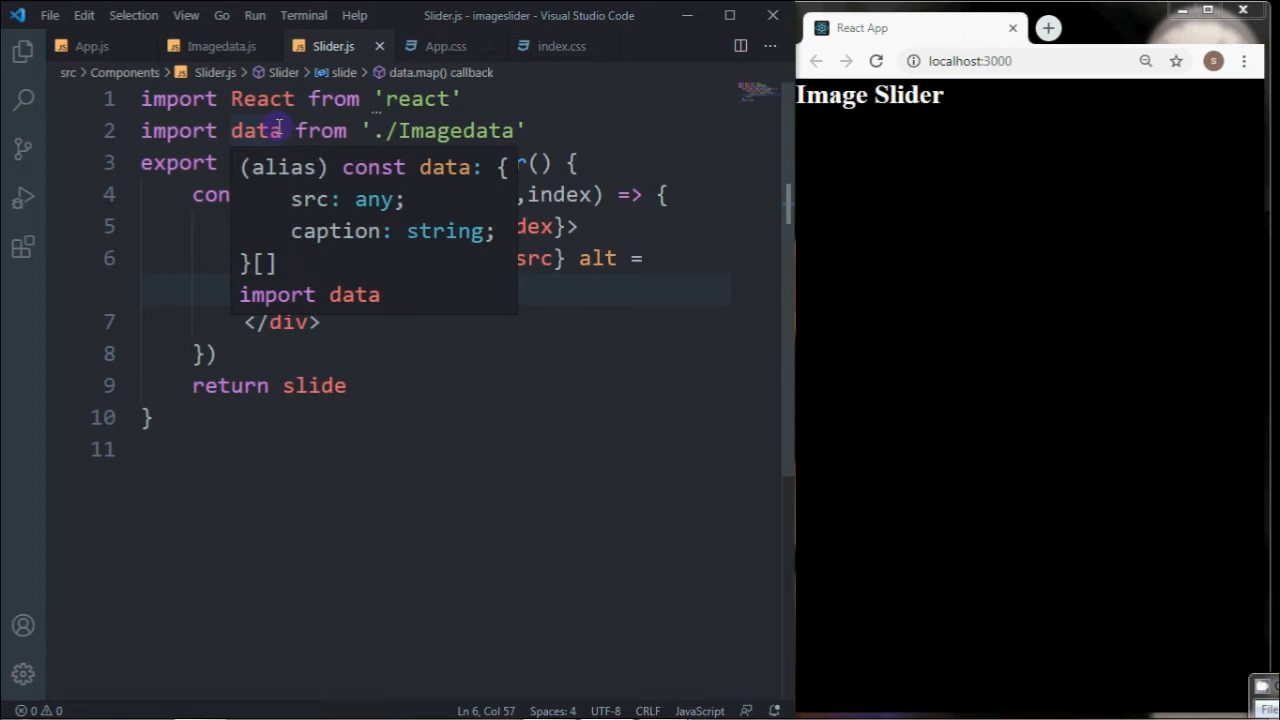 File Edit Selection View Go Run Terminal Help Slider.js - imageslider - Visual Studio Code
App.js Imagedata.js Slider.js App.css index.css
src Components Slider.js Slider slide data.map() callback
1 import React from 'react'
2 import data from './Imagedata'
3 export r() {
4 con ,index) => {
5 dex}>
6 src} alt =
(alias) const data: {
src: any;
caption: string;
}[]
import data
7 </div>
8 })
9 return slide
10 }
11
0 0 Ln 6, Col 57 Spaces: 4 UTF-8 CRLF JavaScript
React App
localhost:3000 S
Image Slider
File